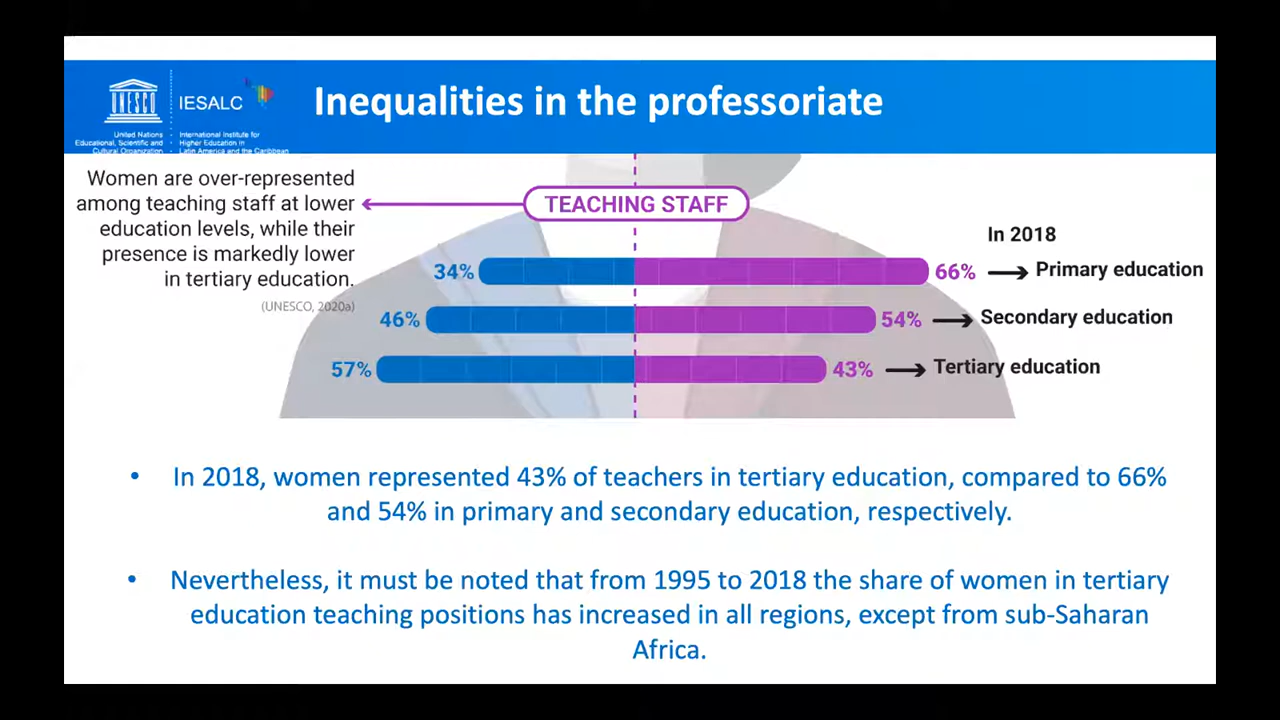 UNESCO
United Nations
Educational, Scientific and
Cultural Organization
IESALC
International Institute for
Higher Education in
Latin America and the Caribbean
Inequalities in the professoriate
Women are over-represented
among teaching staff at lower
education levels, while their
presence is markedly lower
in tertiary education.
(UNESCO, 2020a)
TEACHING STAFF
In 2018
34% 66% Primary education
46% 54% Secondary education
57% 43% Tertiary education
• In 2018, women represented 43% of teachers in tertiary education, compared to 66%
and 54% in primary and secondary education, respectively.
• Nevertheless, it must be noted that from 1995 to 2018 the share of women in tertiary
education teaching positions has increased in all regions, except from sub-Saharan
Africa.